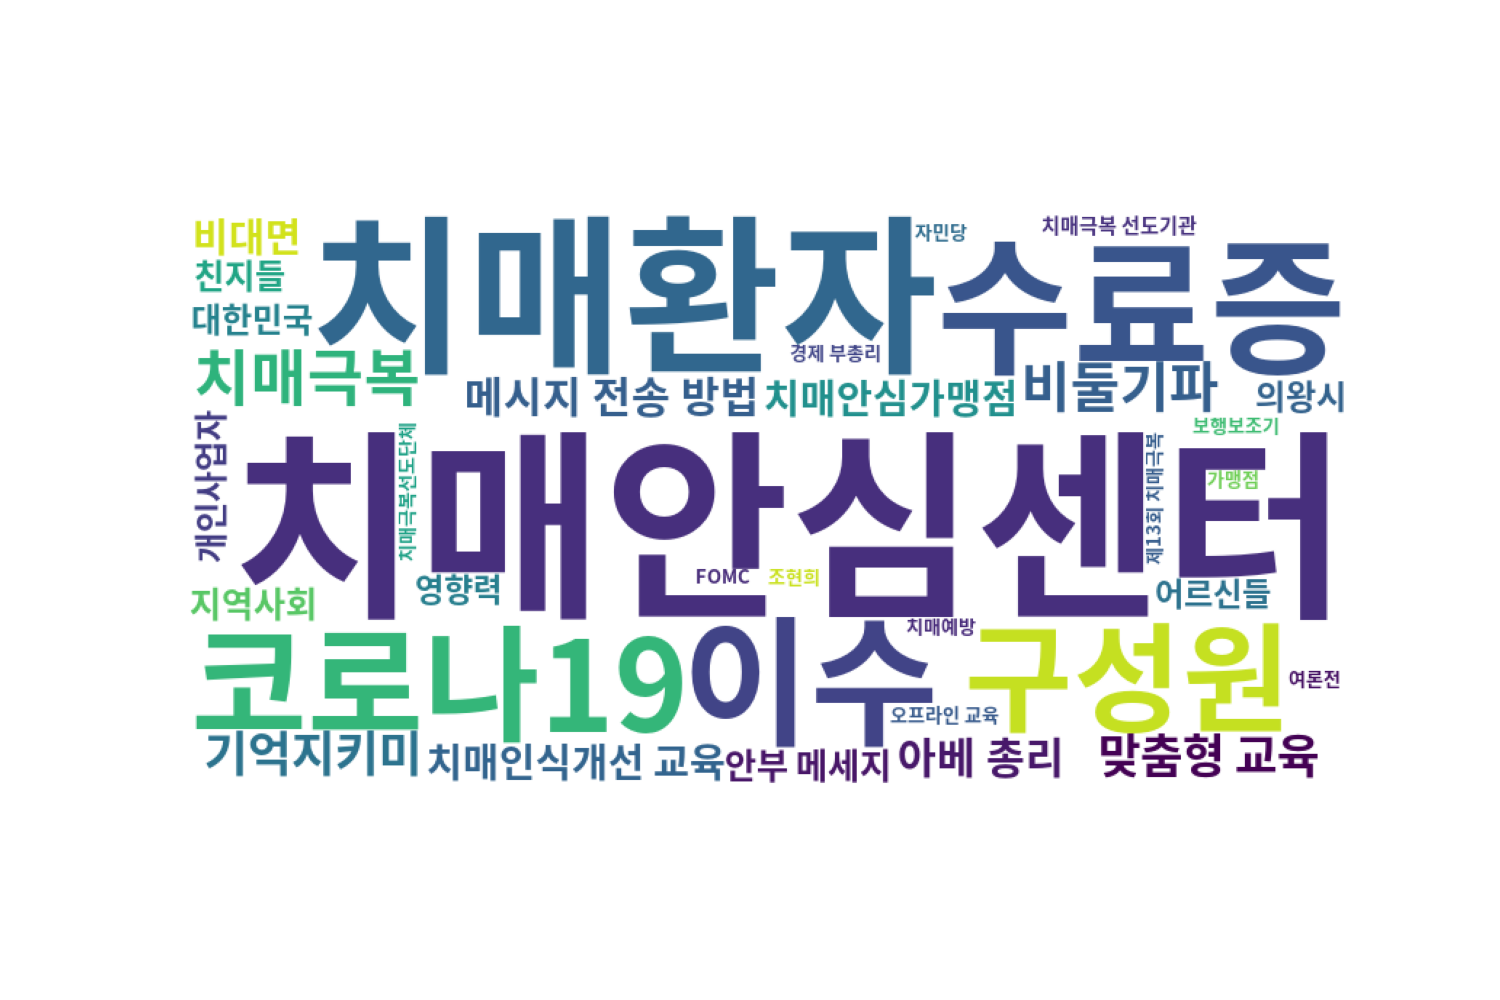 비대면
치매환자
자민당
치매극복 선도기관
수료증
친지들
대한민국
경제 부총리
치매극복
메시지 전송 방법
치매안심가맹점
비둘기파
의왕시
개인사업자
치매극복선도단체
치매안심센터
제13회 치매극복
보행보조기
가맹점
FOMC
조현희
영향력
어르신들
지역사회
코로나19
이수
치매예방
구성원
여론전
오프라인 교육
기억지키미
치매인식개선 교육
안부 메세지
아베 총리
맞춤형 교육